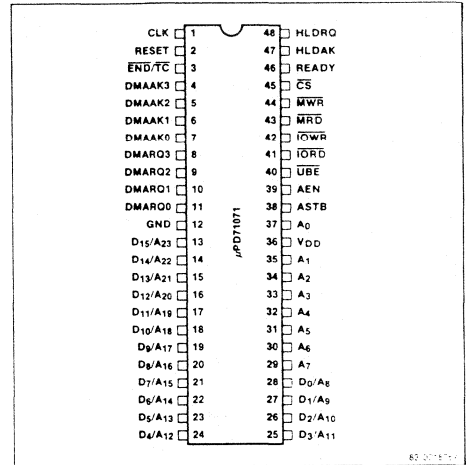 CLK 1 48 HLDRQ
RESET 2 47 HLDAK
END/TC 3 46 READY
DMAAK3 4 45 CS
DMAAK2 5 44 MWR
DMAAK1 6 43 MRD
DMAAK0 7 42 IOWR
DMARQ3 8 41 IORD
DMARQ2 9 40 UBE
DMARQ1 10 39 AEN
DMARQ0 11 38 ASTB
GND 12 37 A0
D15/A23 13 36 VDD
D14/A22 14 35 A1
D13/A21 15 34 A2
D12/A20 16 33 A3
D11/A19 17 32 A4
D10/A18 18 31 A5
D9/A17 19 30 A6
D8/A16 20 29 A7
D7/A15 21 28 D0/A8
D6/A14 22 27 D1/A9
D5/A13 23 26 D2/A10
D4/A12 24 25 D3/A11
μPD71071